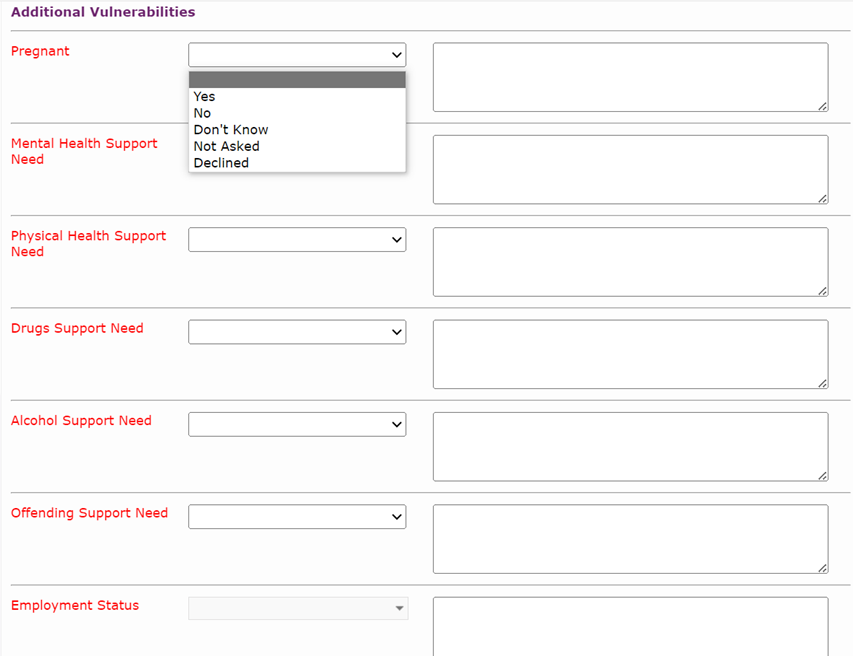 Additional Vulnerabilities
Pregnant
Yes
No
Don't Know
Not Asked
Declined
Mental Health Support
Need
Physical Health Support
Need
Drugs Support Need
Alcohol Support Need
Offending Support Need
Employment Status